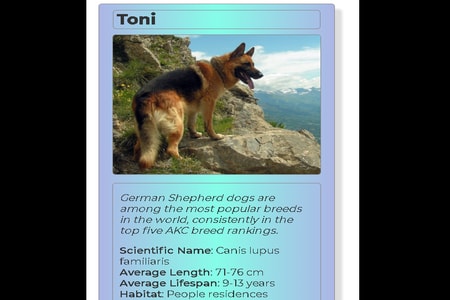 Toni
German Shepherd dogs are
among the most popular breeds
in the world, consistently in the
top five AKC breed rankings.
Scientific Name: Canis lupus
familiaris
Average Length: 71-76 cm
Average Lifespan: 9-13 years
Habitat: People residences